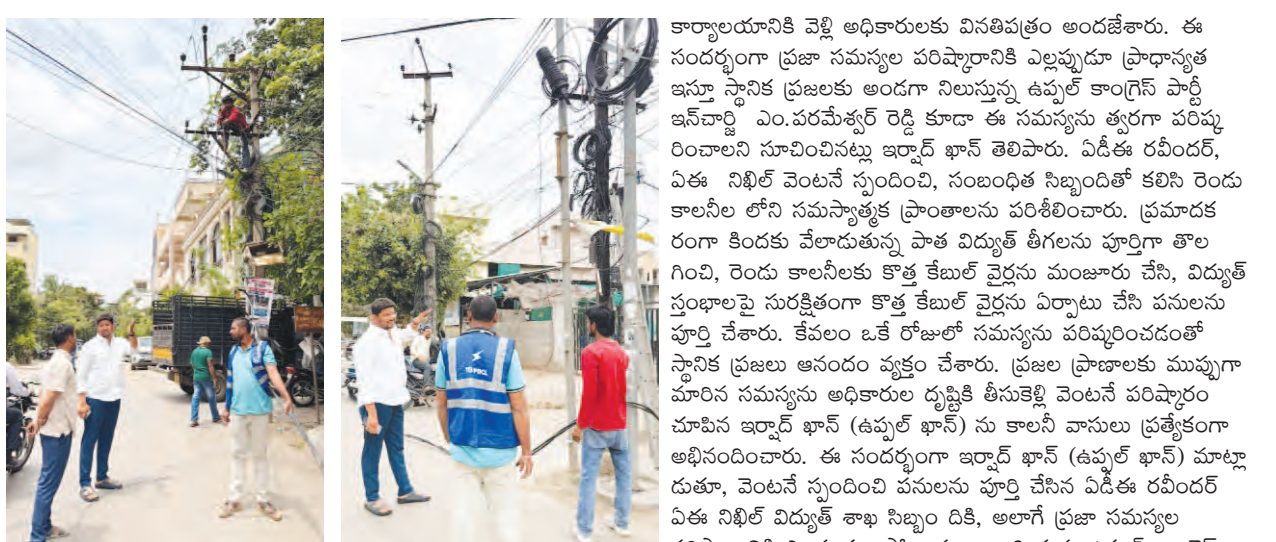 TG SPDCL
కార్యాలయానికి వెళ్లి అధికారులకు వినతిపత్రం అందజేశారు. ఈ
సందర్భంగా ప్రజా సమస్యల పరిష్కారానికి ఎల్లప్పుడూ ప్రాధాన్యత
ఇస్తూ స్థానిక ప్రజలకు అండగా నిలుస్తున్న ఉప్పల్ కాంగ్రెస్ పార్టీ
ఇన్‌చార్జి ఎం.పరమేశ్వర్ రెడ్డి కూడా ఈ సమస్యను త్వరగా పరిష్క
రించాలని సూచించినట్లు ఇర్షాద్ ఖాన్ తెలిపారు. ఏడీఈ రవీందర్,
ఏఈ నిఖిల్ వెంటనే స్పందించి, సంబంధిత సిబ్బందితో కలిసి రెండు
కాలనీల లోని సమస్యాత్మక ప్రాంతాలను పరిశీలించారు. ప్రమాదక
రంగా కిందకు వేలాడుతున్న పాత విద్యుత్ తీగలను పూర్తిగా తొల
గించి, రెండు కాలనీలకు కొత్త కేబుల్ వైర్లను మంజూరు చేసి, విద్యుత్
స్తంభాలపై సురక్షితంగా కొత్త కేబుల్ వైర్లను ఏర్పాటు చేసి పనులను
పూర్తి చేశారు. కేవలం ఒకే రోజులో సమస్యను పరిష్కరించడంతో
స్థానిక ప్రజలు ఆనందం వ్యక్తం చేశారు. ప్రజల ప్రాణాలకు ముప్పుగా
మారిన సమస్యను అధికారుల దృష్టికి తీసుకెళ్లి వెంటనే పరిష్కారం
చూపిన ఇర్షాద్ ఖాన్ (ఉప్పల్ ఖాన్) ను కాలనీ వాసులు ప్రత్యేకంగా
అభినందించారు. ఈ సందర్భంగా ఇర్షాద్ ఖాన్ (ఉప్పల్ ఖాన్) మాట్లా
డుతూ, వెంటనే స్పందించి పనులను పూర్తి చేసిన ఏడీఈ రవీందర్
ఏఈ నిఖిల్ విద్యుత్ శాఖ సిబ్బం దికి, అలాగే ప్రజా సమస్యల